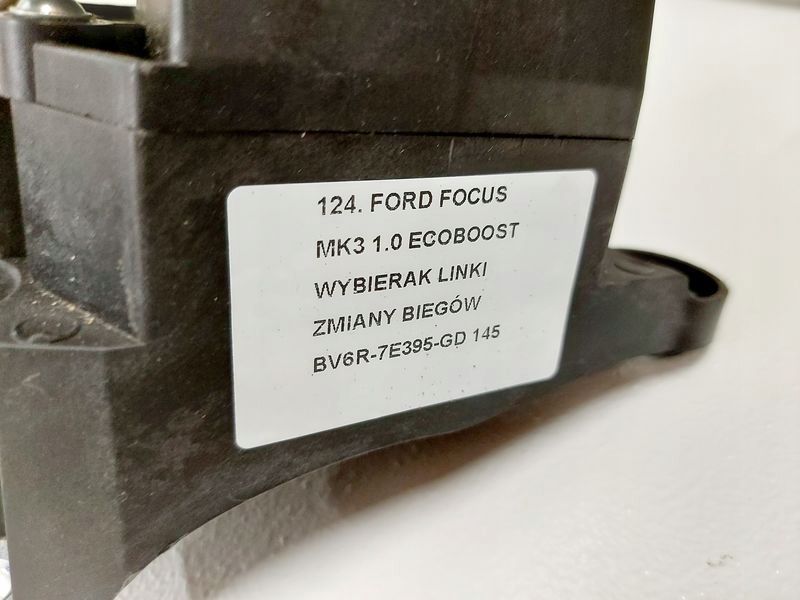 124. FORD FOCUS
MK3 1.0 ECOBOOST
WYBIERAK LINKI
ZMIANY BIEGÓW
BV6R-7E395-GD 145